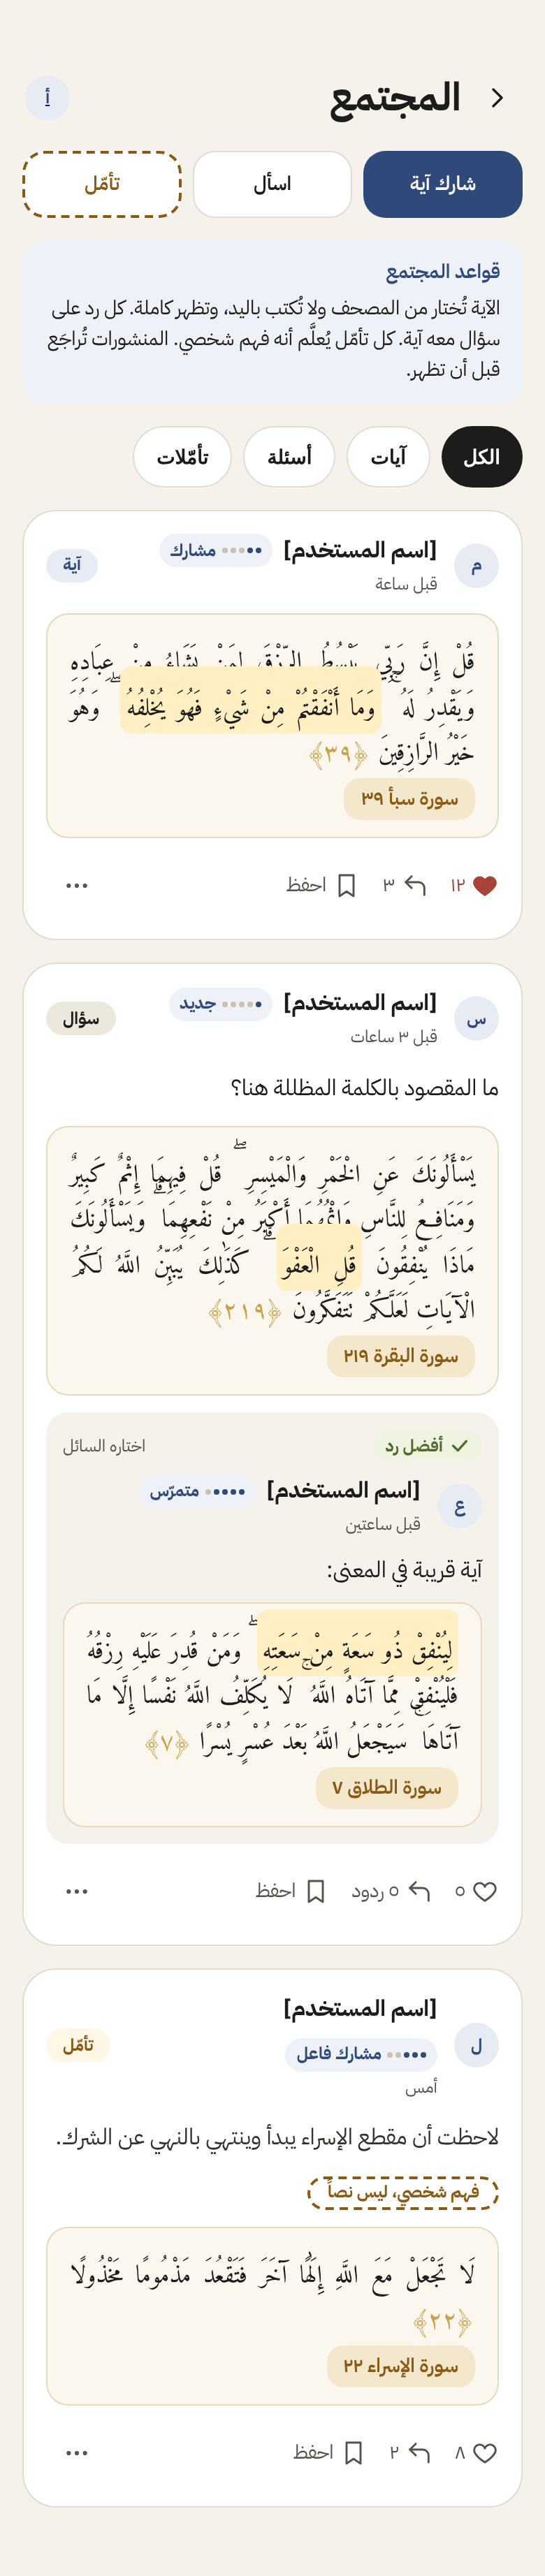 المجتمع
أ
شارك آية
اسأل
تأمّل
قواعد المجتمع
الآية تُختار من المصحف ولا تُكتب باليد، وتظهر كاملة. كل رد على
سؤال معه آية. كل تأمّل يُعلَّم أنه فهم شخصي. المنشورات تُراجَع
قبل أن تظهر.
الكل
آيات
أسئلة
تأمّلات
م
[اسم المستخدم]
مشارك
آية
قبل ساعة
قُلْ إِنَّ رَبِّي يَبْسُطُ الرِّزْقَ لِمَنْ يَشَاءُ مِنْ عِبَادِهِ
وَيَقْدِرُ لَهُ ۚ وَمَا أَنْفَقْتُمْ مِنْ شَيْءٍ فَهُوَ يُخْلِفُهُ ۖ وَهُوَ
خَيْرُ الرَّازِقِينَ ﴿٣٩﴾
سورة سبأ ٣٩
١٢
٣
احفظ
س
[اسم المستخدم]
جديد
سؤال
قبل ٣ ساعات
ما المقصود بالكلمة المظللة هنا؟
يَسْأَلُونَكَ عَنِ الْخَمْرِ وَالْمَيْسِرِ ۖ قُلْ فِيهِمَا إِثْمٌ كَبِيرٌ
وَمَنَافِعُ لِلنَّاسِ وَإِثْمُهُمَا أَكْبَرُ مِنْ نَفْعِهِمَا ۗ وَيَسْأَلُونَكَ
مَاذَا يُنْفِقُونَ قُلِ الْعَفْوَ ۗ كَذَٰلِكَ يُبَيِّنُ اللَّهُ لَكُمُ
الْآيَاتِ لَعَلَّكُمْ تَتَفَكَّرُونَ ﴿٢١٩﴾
سورة البقرة ٢١٩
أفضل رد
اختاره السائل
ع
[اسم المستخدم]
متمرّس
قبل ساعتين
آية قريبة في المعنى:
لِيُنْفِقْ ذُو سَعَةٍ مِنْ سَعَتِهِ ۖ وَمَنْ قُدِرَ عَلَيْهِ رِزْقُهُ
فَلْيُنْفِقْ مِمَّا آتَاهُ اللَّهُ ۚ لَا يُكَلِّفُ اللَّهُ نَفْسًا إِلَّا مَا
آتَاهَا ۚ سَيَجْعَلُ اللَّهُ بَعْدَ عُسْرٍ يُسْرًا ﴿٧﴾
سورة الطلاق ٧
٥
٥ ردود
احفظ
ل
[اسم المستخدم]
مشارك فاعل
تأمّل
أمس
لاحظت أن مقطع الإسراء يبدأ وينتهي بالنهي عن الشرك.
فهم شخصي، ليس نصاً
لَا تَجْعَلْ مَعَ اللَّهِ إِلَٰهًا آخَرَ فَتَقْعُدَ مَذْمُومًا مَخْذُولًا
﴿٢٢﴾
سورة الإسراء ٢٢
٨
٢
احفظ